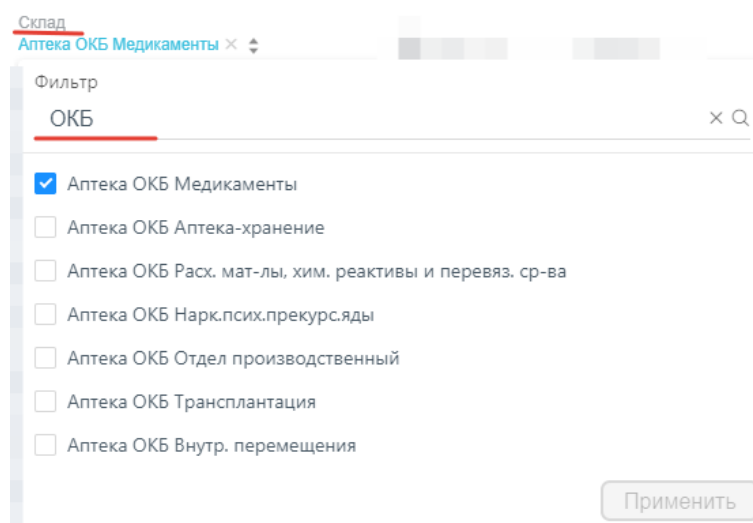 Склад
Аптека ОКБ Медикаменты
Фильтр
ОКБ
Аптека ОКБ Медикаменты
Аптека ОКБ Аптека-хранение
Аптека ОКБ Расх. мат-лы, хим. реактивы и перевяз. ср-ва
Аптека ОКБ Нарк.псих.прекурс.яды
Аптека ОКБ Отдел производственный
Аптека ОКБ Трансплантация
Аптека ОКБ Внутр. перемещения
Применить